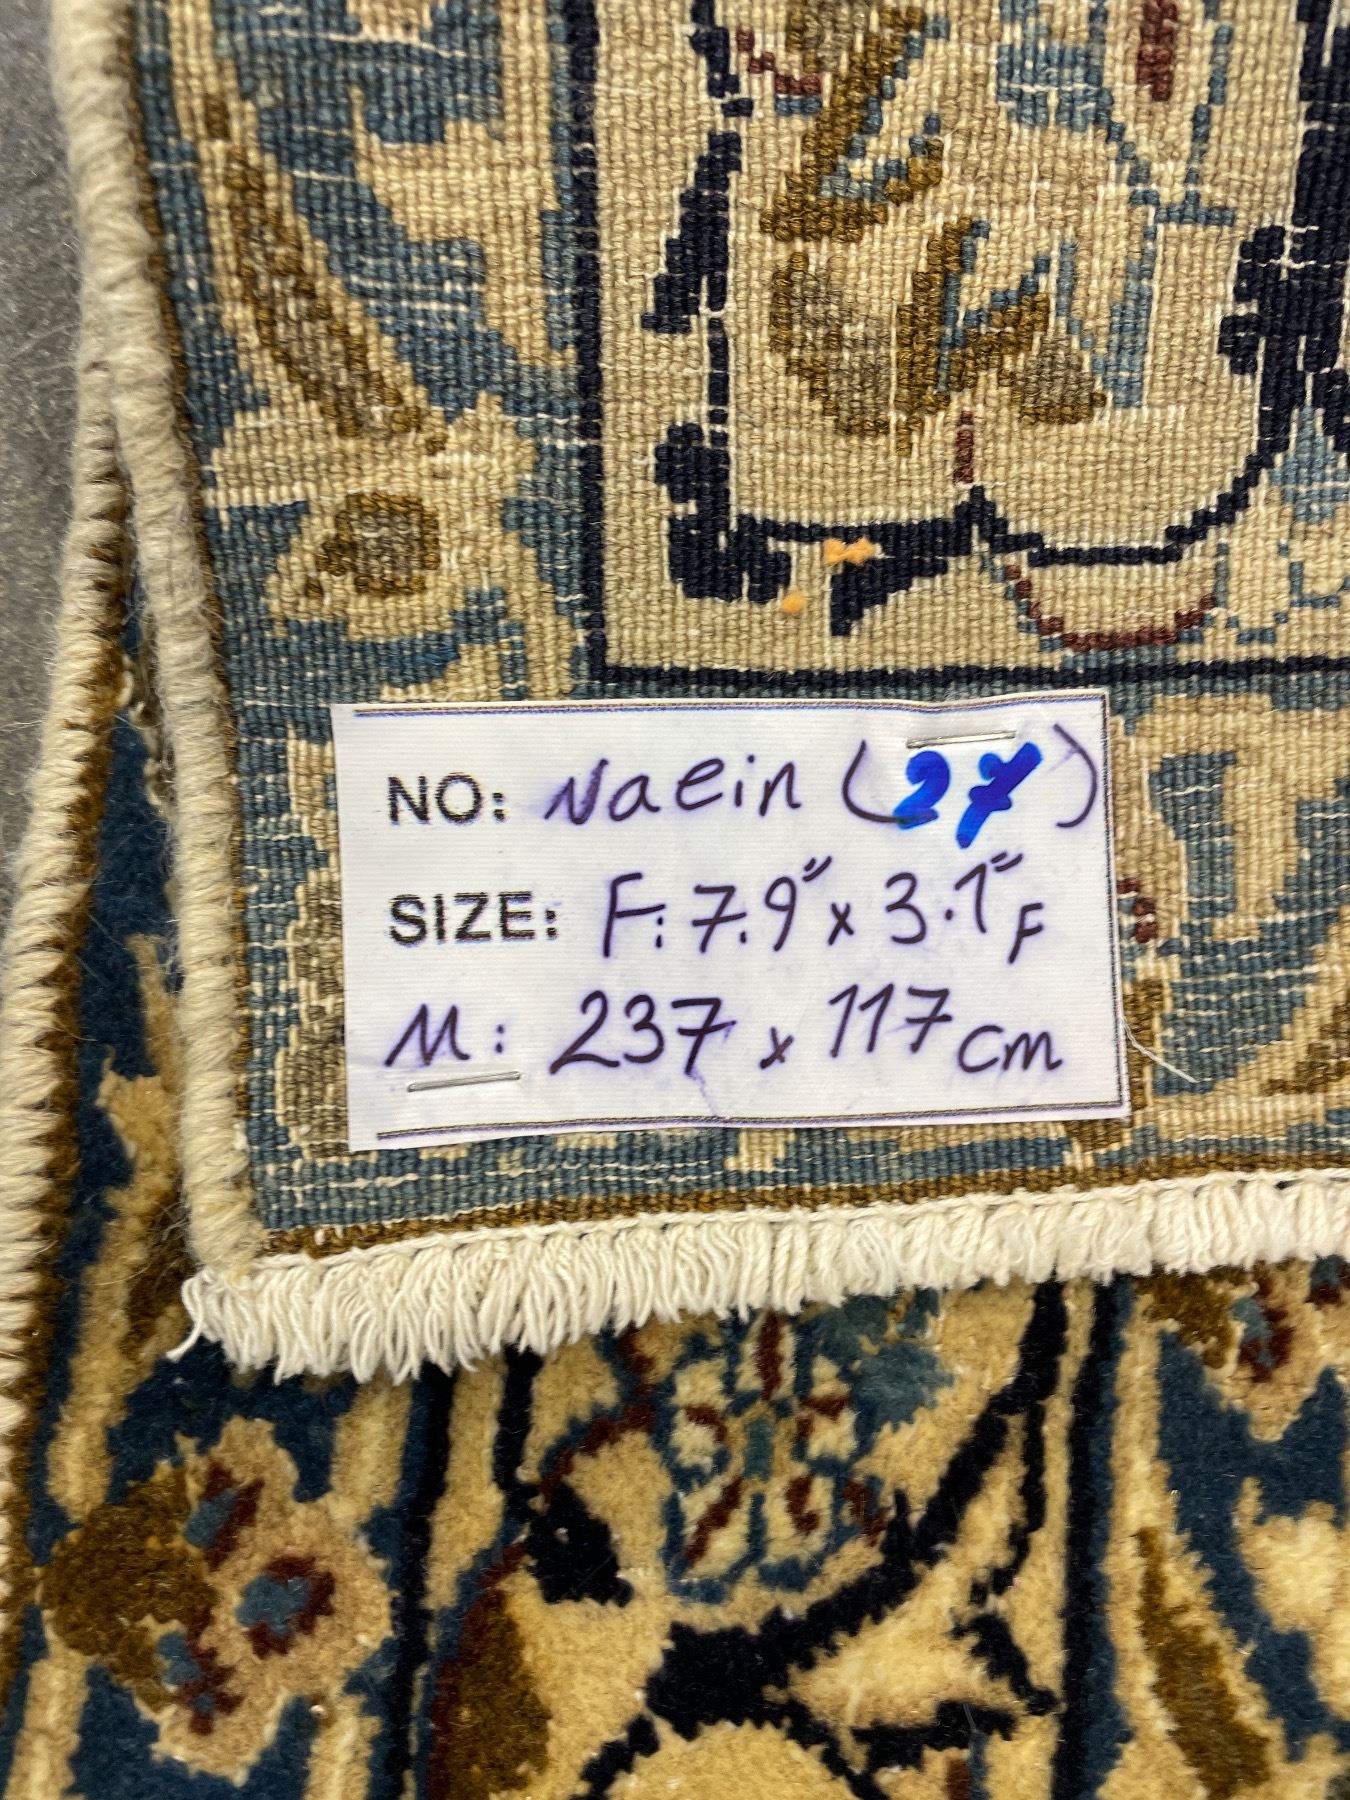 NO: Naein (27)
SIZE: F: 7.9" x 3.1" F
M: 237 x 117 cm